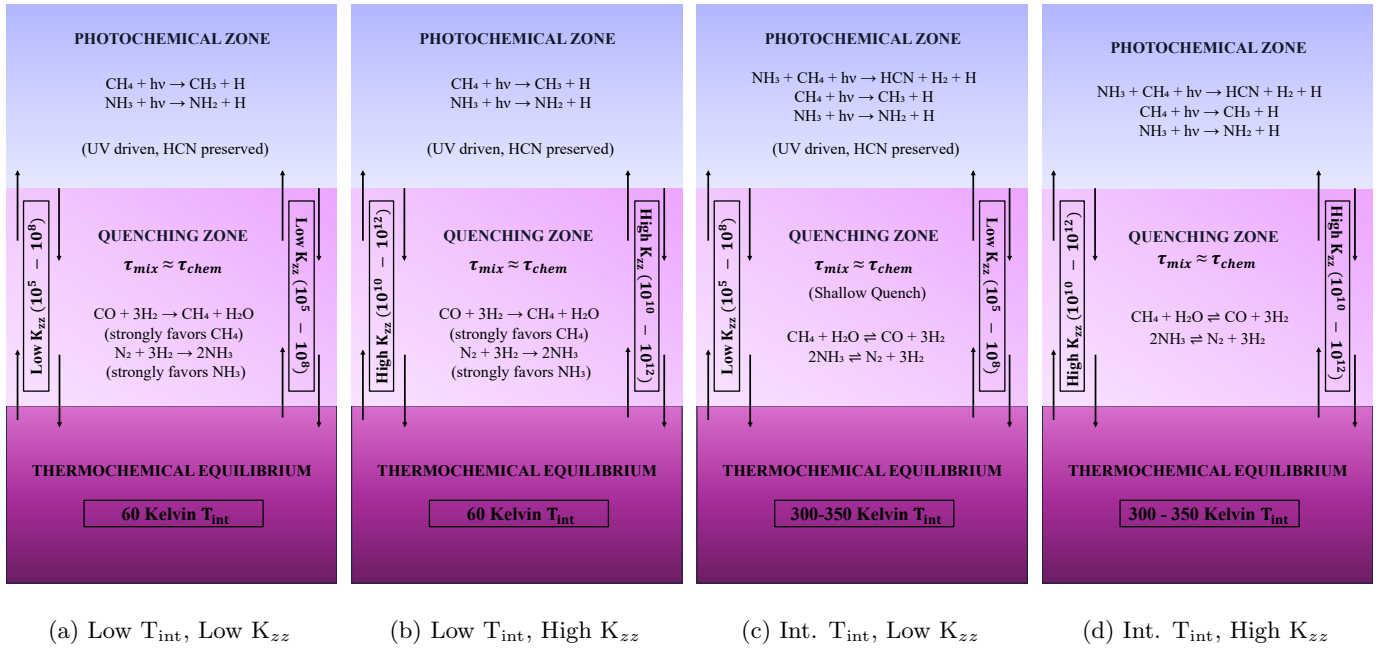 PHOTOCHEMICAL ZONE
CH₄ + hν → CH₃ + H
NH₃ + hν → NH₂ + H
(UV driven, HCN preserved)
Low K_zz (10⁵ − 10⁸)
Low K_zz (10⁵ − 10⁸)
QUENCHING ZONE
τ_mix ≈ τ_chem
CO + 3H₂ → CH₄ + H₂O
(strongly favors CH₄)
N₂ + 3H₂ → 2NH₃
(strongly favors NH₃)
THERMOCHEMICAL EQUILIBRIUM
60 Kelvin T_int
(a) Low T_int, Low K_zz
PHOTOCHEMICAL ZONE
CH₄ + hν → CH₃ + H
NH₃ + hν → NH₂ + H
(UV driven, HCN preserved)
High K_zz (10¹⁰ − 10¹²)
High K_zz (10¹⁰ − 10¹²)
QUENCHING ZONE
τ_mix ≈ τ_chem
CO + 3H₂ → CH₄ + H₂O
(strongly favors CH₄)
N₂ + 3H₂ → 2NH₃
(strongly favors NH₃)
THERMOCHEMICAL EQUILIBRIUM
60 Kelvin T_int
(b) Low T_int, High K_zz
PHOTOCHEMICAL ZONE
NH₃ + CH₄ + hν → HCN + H₂ + H
CH₄ + hν → CH₃ + H
NH₃ + hν → NH₂ + H
(UV driven, HCN preserved)
Low K_zz (10⁵ − 10⁸)
Low K_zz (10⁵ − 10⁸)
QUENCHING ZONE
τ_mix ≈ τ_chem
(Shallow Quench)
CH₄ + H₂O ⇌ CO + 3H₂
2NH₃ ⇌ N₂ + 3H₂
THERMOCHEMICAL EQUILIBRIUM
300-350 Kelvin T_int
(c) Int. T_int, Low K_zz
PHOTOCHEMICAL ZONE
NH₃ + CH₄ + hν → HCN + H₂ + H
CH₄ + hν → CH₃ + H
NH₃ + hν → NH₂ + H
High K_zz (10¹⁰ − 10¹²)
High K_zz (10¹⁰ − 10¹²)
QUENCHING ZONE
τ_mix ≈ τ_chem
CH₄ + H₂O ⇌ CO + 3H₂
2NH₃ ⇌ N₂ + 3H₂
THERMOCHEMICAL EQUILIBRIUM
300 - 350 Kelvin T_int
(d) Int. T_int, High K_zz